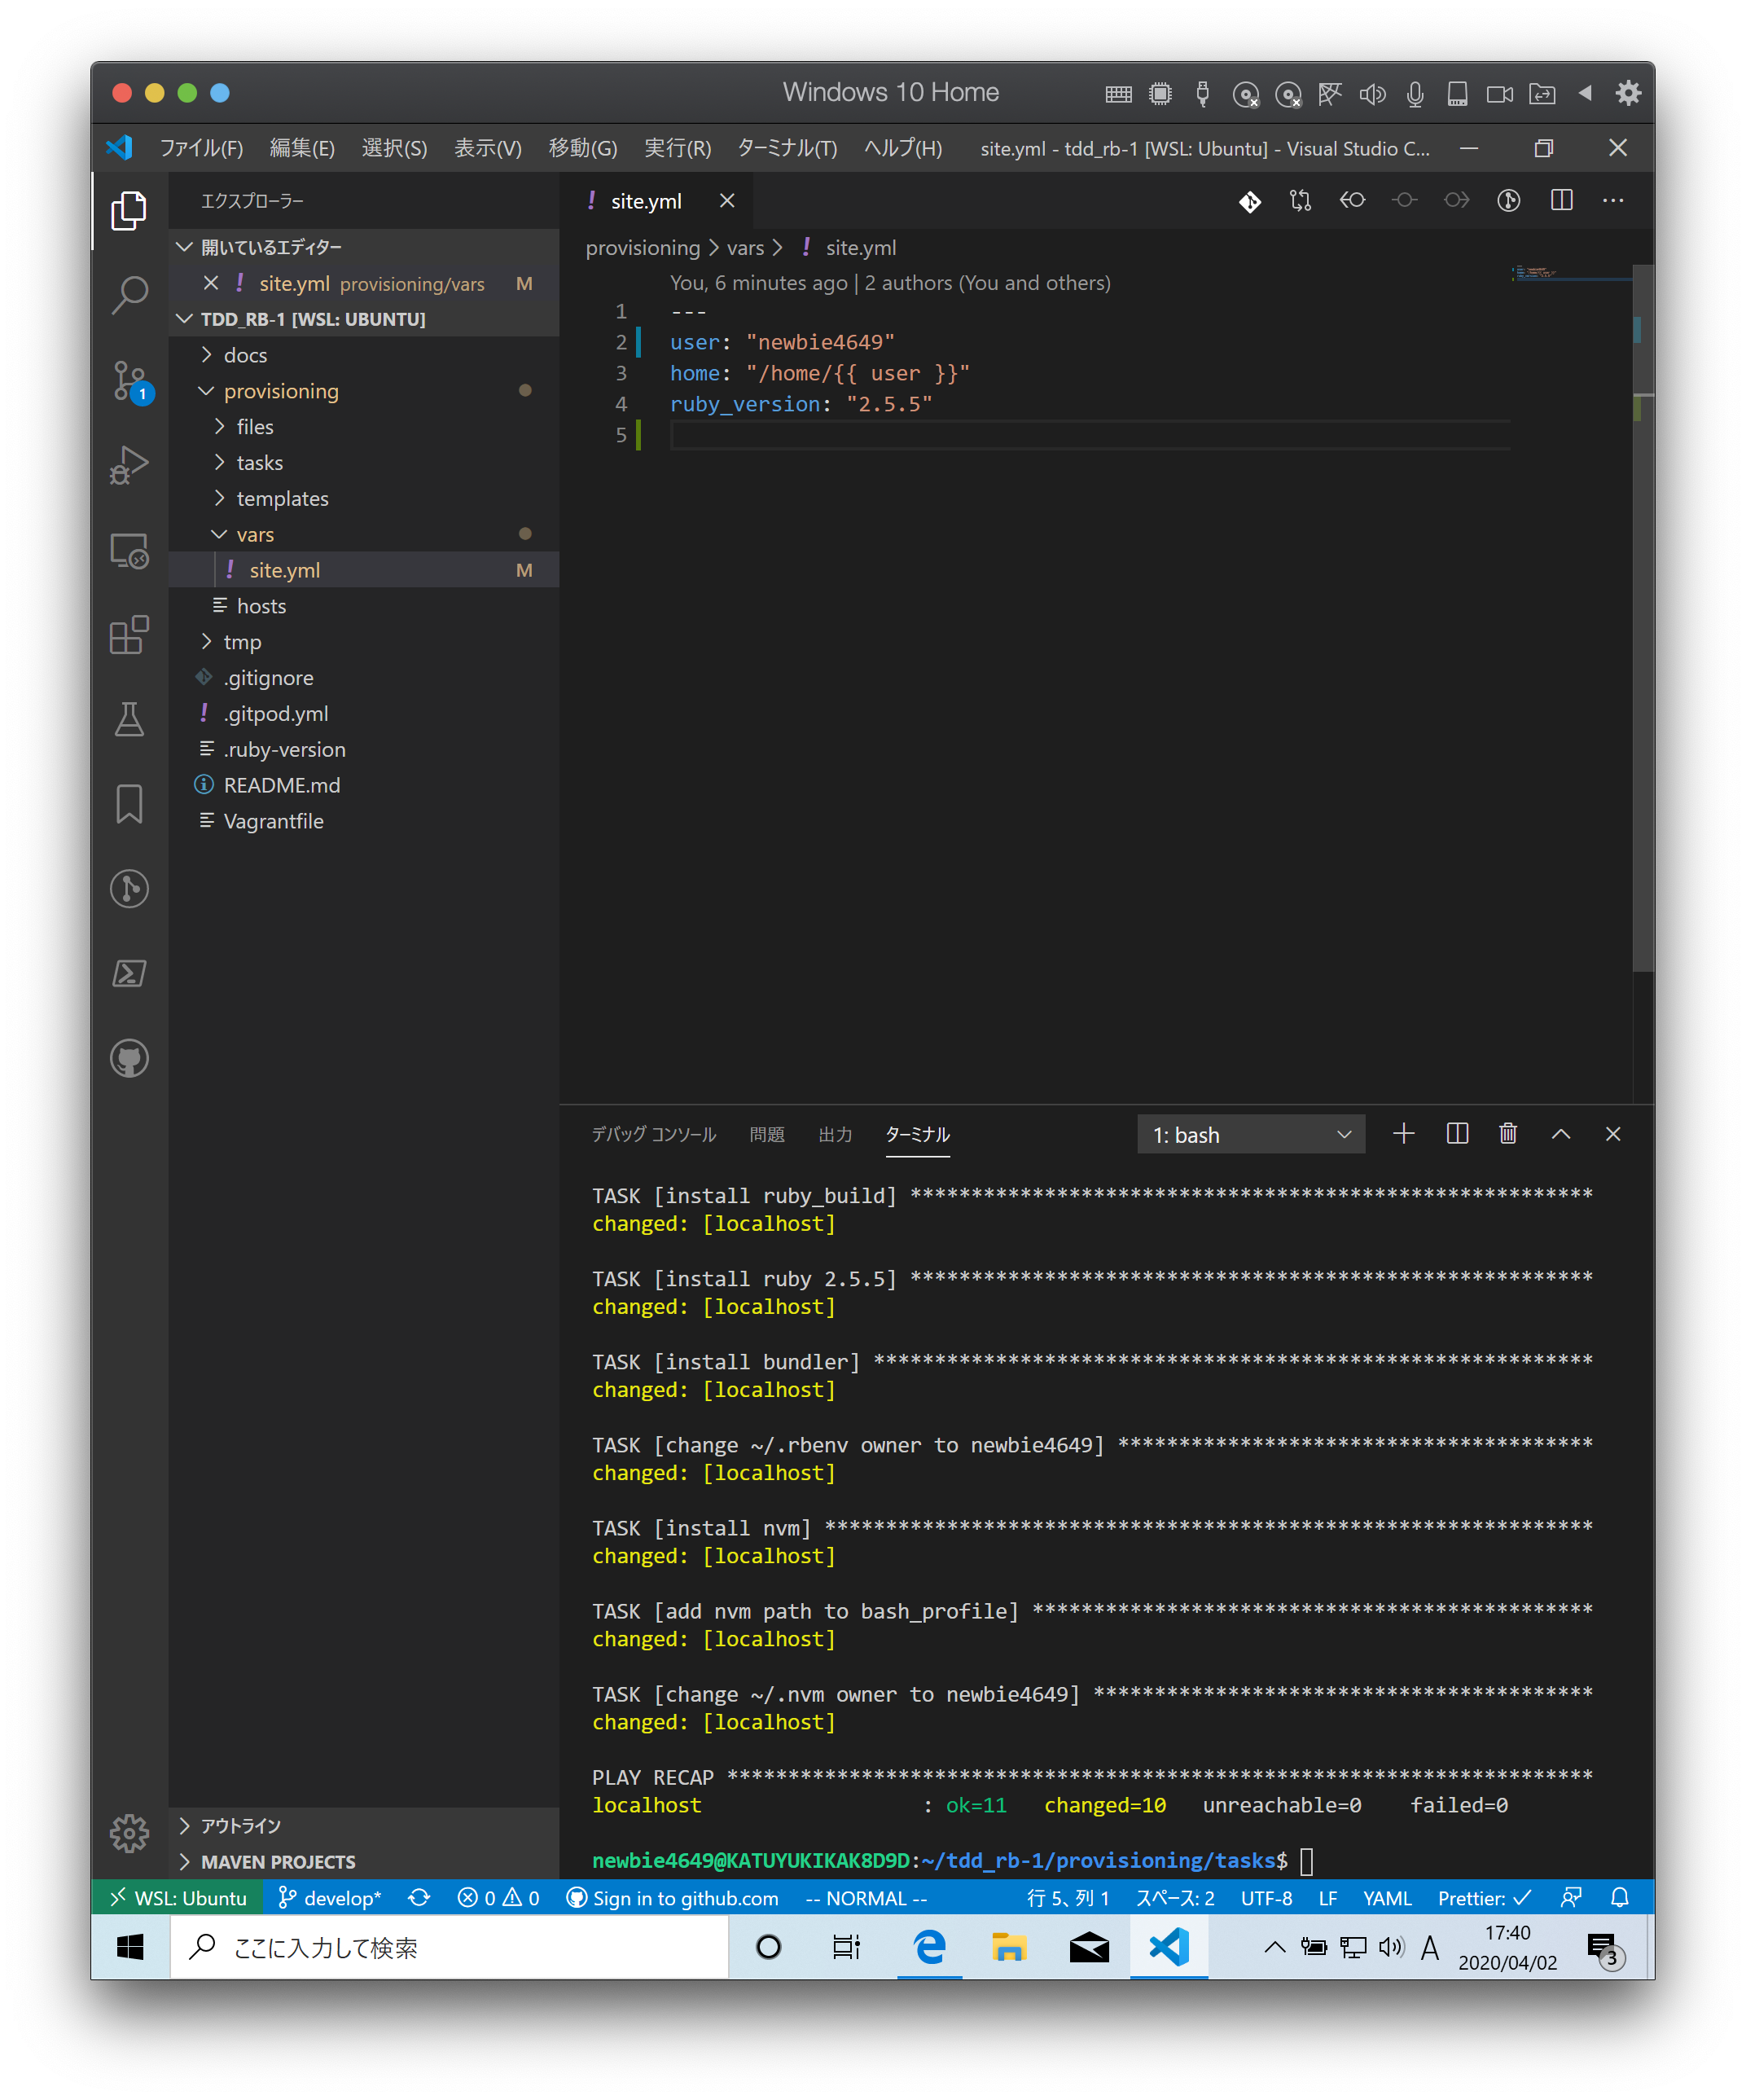 Windows 10 Home
ファイル(F) 編集(E) 選択(S) 表示(V) 移動(G) 実行(R) ターミナル(T) ヘルプ(H) site.yml - tdd_rb-1 [WSL: Ubuntu] - Visual Studio C...
エクスプローラー
! site.yml
開いているエディター
provisioning > vars > ! site.yml
! site.yml provisioning/vars M
You, 6 minutes ago | 2 authors (You and others)
TDD_RB-1 [WSL: UBUNTU]
docs
provisioning
files
tasks
templates
vars
! site.yml M
hosts
tmp
.gitignore
! .gitpod.yml
.ruby-version
README.md
Vagrantfile
1
1 ---
2 user: "newbie4649"
3 home: "/home/{{ user }}"
4 ruby_version: "2.5.5"
5
デバッグ コンソール 問題 出力 ターミナル 1: bash
TASK [install ruby_build] ********************************************************
changed: [localhost]
TASK [install ruby 2.5.5] ********************************************************
changed: [localhost]
TASK [install bundler] ***********************************************************
changed: [localhost]
TASK [change ~/.rbenv owner to newbie4649] ***************************************
changed: [localhost]
TASK [install nvm] ***************************************************************
changed: [localhost]
TASK [add nvm path to bash_profile] **********************************************
changed: [localhost]
TASK [change ~/.nvm owner to newbie4649] *****************************************
changed: [localhost]
PLAY RECAP ***********************************************************************
localhost : ok=11 changed=10 unreachable=0 failed=0
newbie4649@KATUYUKIKAK8D9D:~/tdd_rb-1/provisioning/tasks$
アウトライン
MAVEN PROJECTS
WSL: Ubuntu develop* 0 0 Sign in to github.com -- NORMAL -- 行 5、列 1 スペース: 2 UTF-8 LF YAML Prettier: ✓
ここに入力して検索
A
17:40
2020/04/02
3